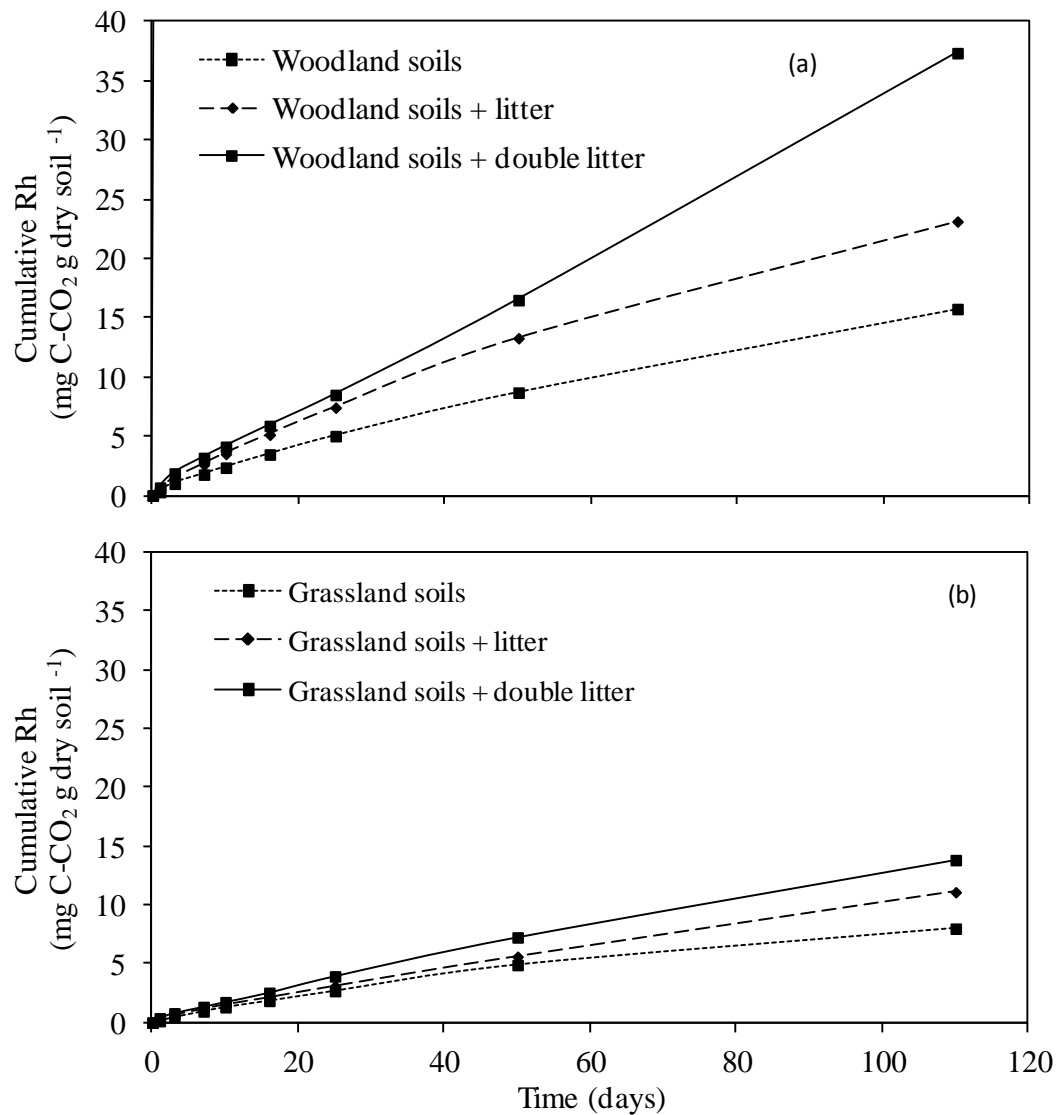 40
35
30
25
20
15
10
5
0
Cumulative Rh
(mg C-CO₂ g dry soil ⁻¹)
Woodland soils
Woodland soils + litter
Woodland soils + double litter
(a)
40
35
30
25
20
15
10
5
0
Cumulative Rh
(mg C-CO₂ g dry soil ⁻¹)
Grassland soils
Grassland soils + litter
Grassland soils + double litter
(b)
0 20 40 60 80 100 120
Time (days)